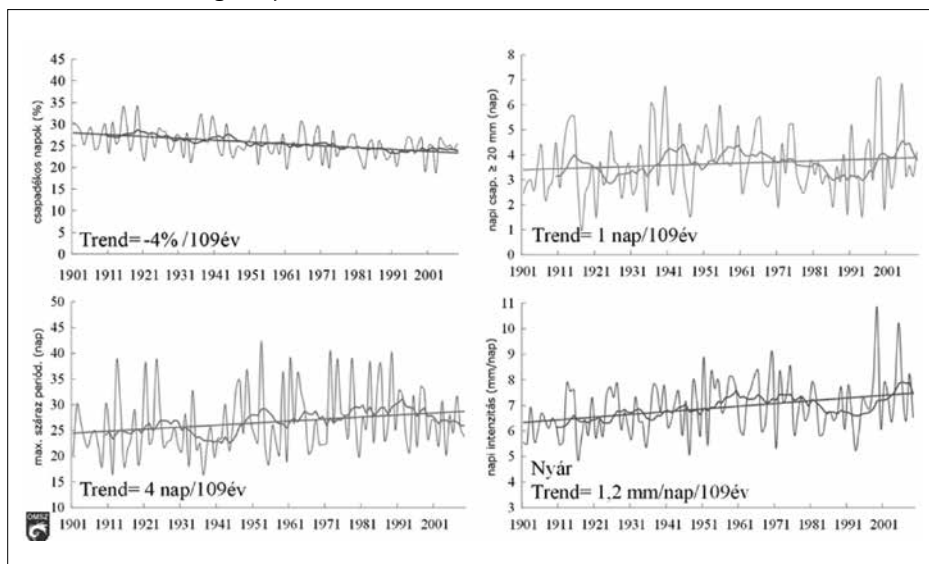 csapadékos napok (%)
45
40
35
30
25
20
15
10
5
0
Trend= -4% /109év
1901 1911 1921 1931 1941 1951 1961 1971 1981 1991 2001
napi csap. ≥ 20 mm (nap)
8
7
6
5
4
3
2
1
0
Trend= 1 nap/109év
1901 1911 1921 1931 1941 1951 1961 1971 1981 1991 2001
max. száraz periód. (nap)
50
45
40
35
30
25
20
15
10
Trend= 4 nap/109év
1901 1911 1921 1931 1941 1951 1961 1971 1981 1991 2001
OMSZ
napi intenzitás (mm/nap)
11
10
9
8
7
6
5
4
3
Nyár
Trend= 1,2 mm/nap/109év
1901 1911 1921 1931 1941 1951 1961 1971 1981 1991 2001